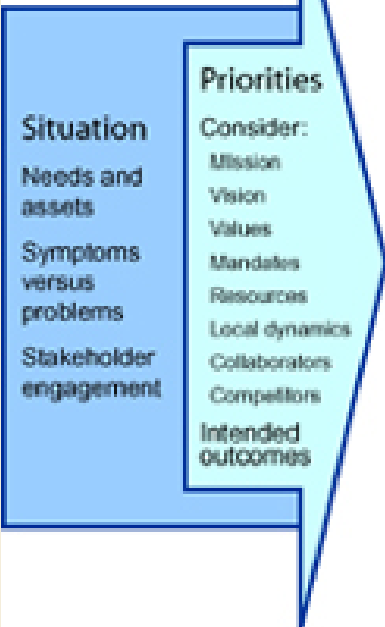 Situation
Needs and
assets
Symptoms
versus
problems
Stakeholder
engagement
Priorities
Consider:
Mission
Vision
Values
Mandates
Resources
Local dynamics
Collaborators
Competitors
Intended
outcomes